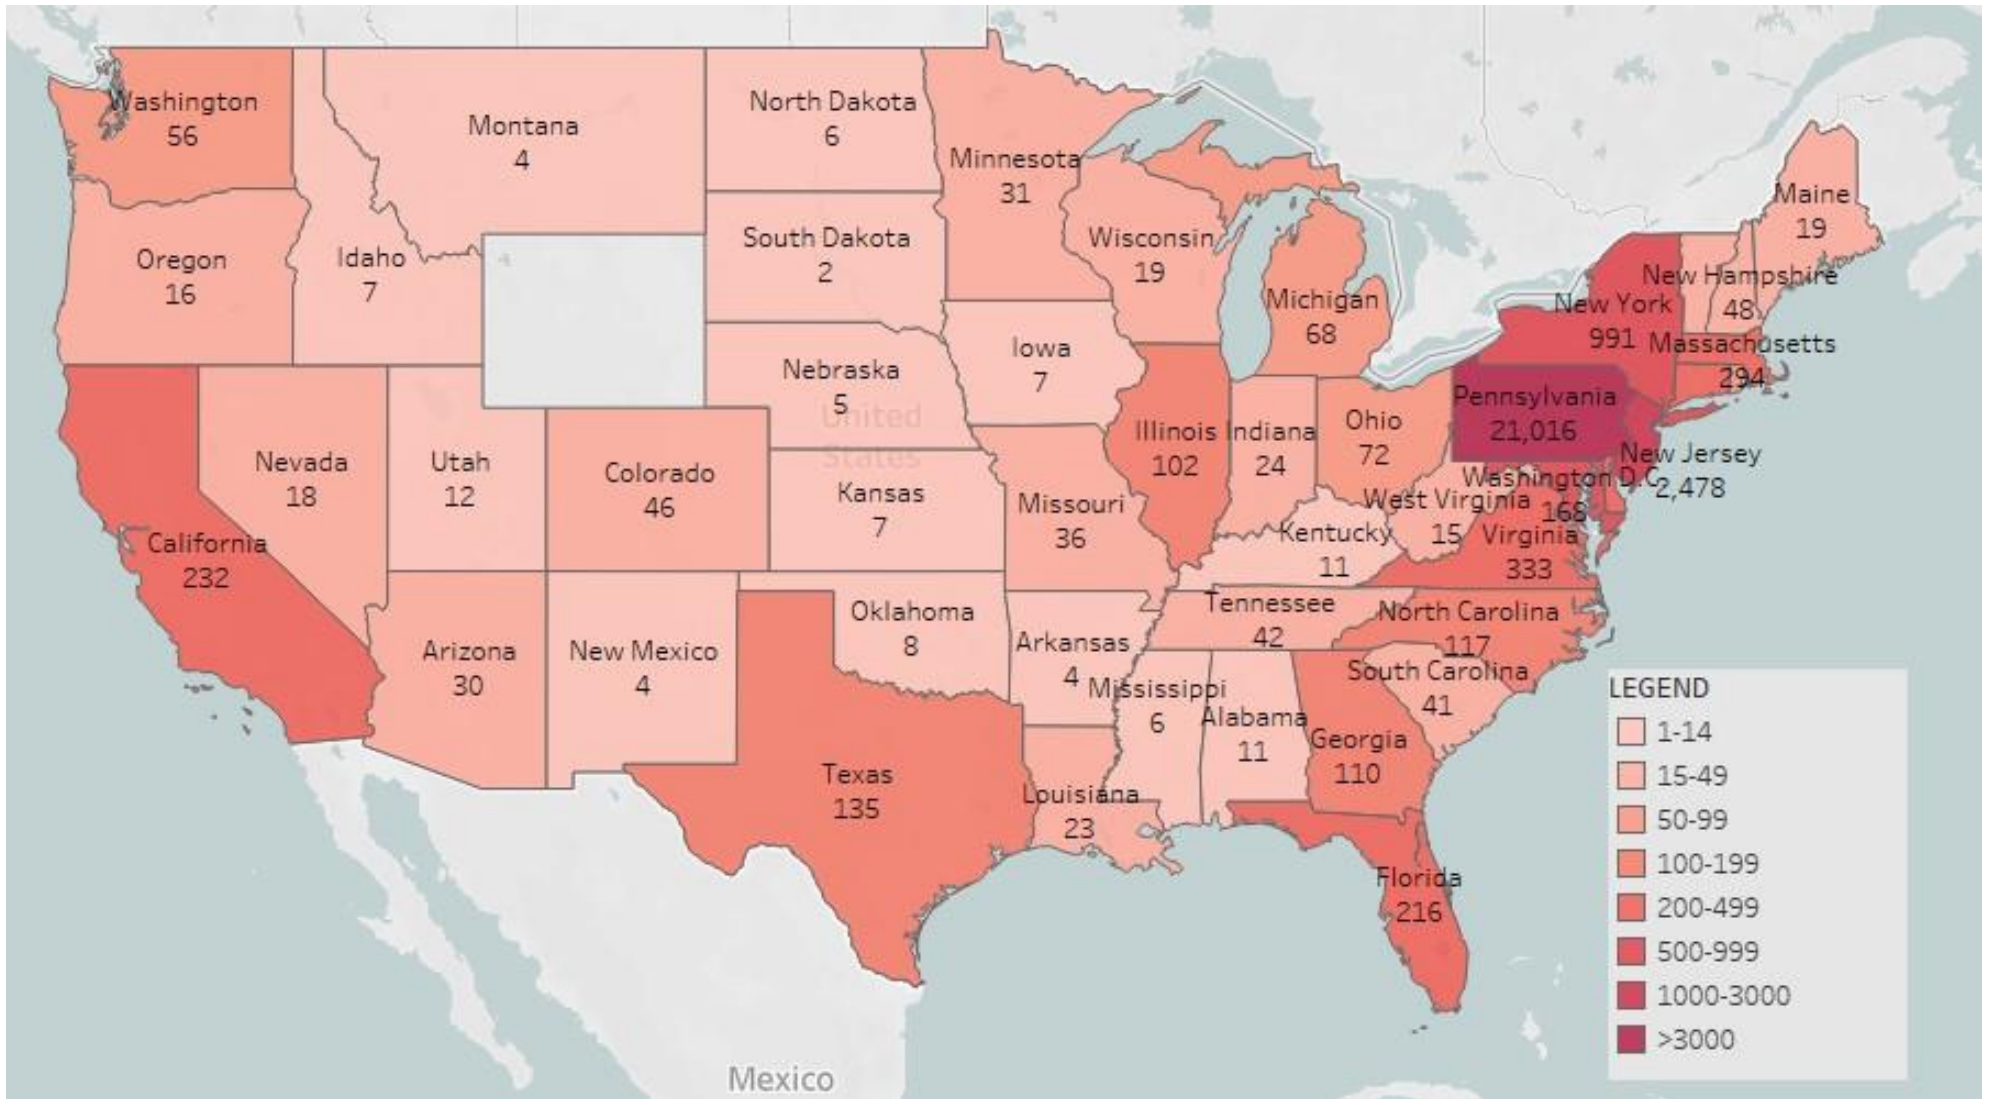 Washington
56
Montana
4
North Dakota
6
Minnesota
31
Oregon
16
Idaho
7
South Dakota
2
Wisconsin
19
Michigan
68
Maine
19
New Hampshire
48
New York
991
Massachusetts
294
Nebraska
5
United
States
Iowa
7
Illinois
102
Indiana
24
Ohio
72
Pennsylvania
21,016
New Jersey
2,478
Washington D.C
168
West Virginia
15
Virginia
333
Nevada
18
Utah
12
Colorado
46
Kansas
7
Missouri
36
Kentucky
11
California
232
Arizona
30
New Mexico
4
Oklahoma
8
Arkansas
4
Tennessee
42
North Carolina
117
South Carolina
41
Mississippi
6
Alabama
11
Georgia
110
Texas
135
Louisiana
23
Florida
216
Mexico
LEGEND
1-14
15-49
50-99
100-199
200-499
500-999
1000-3000
>3000